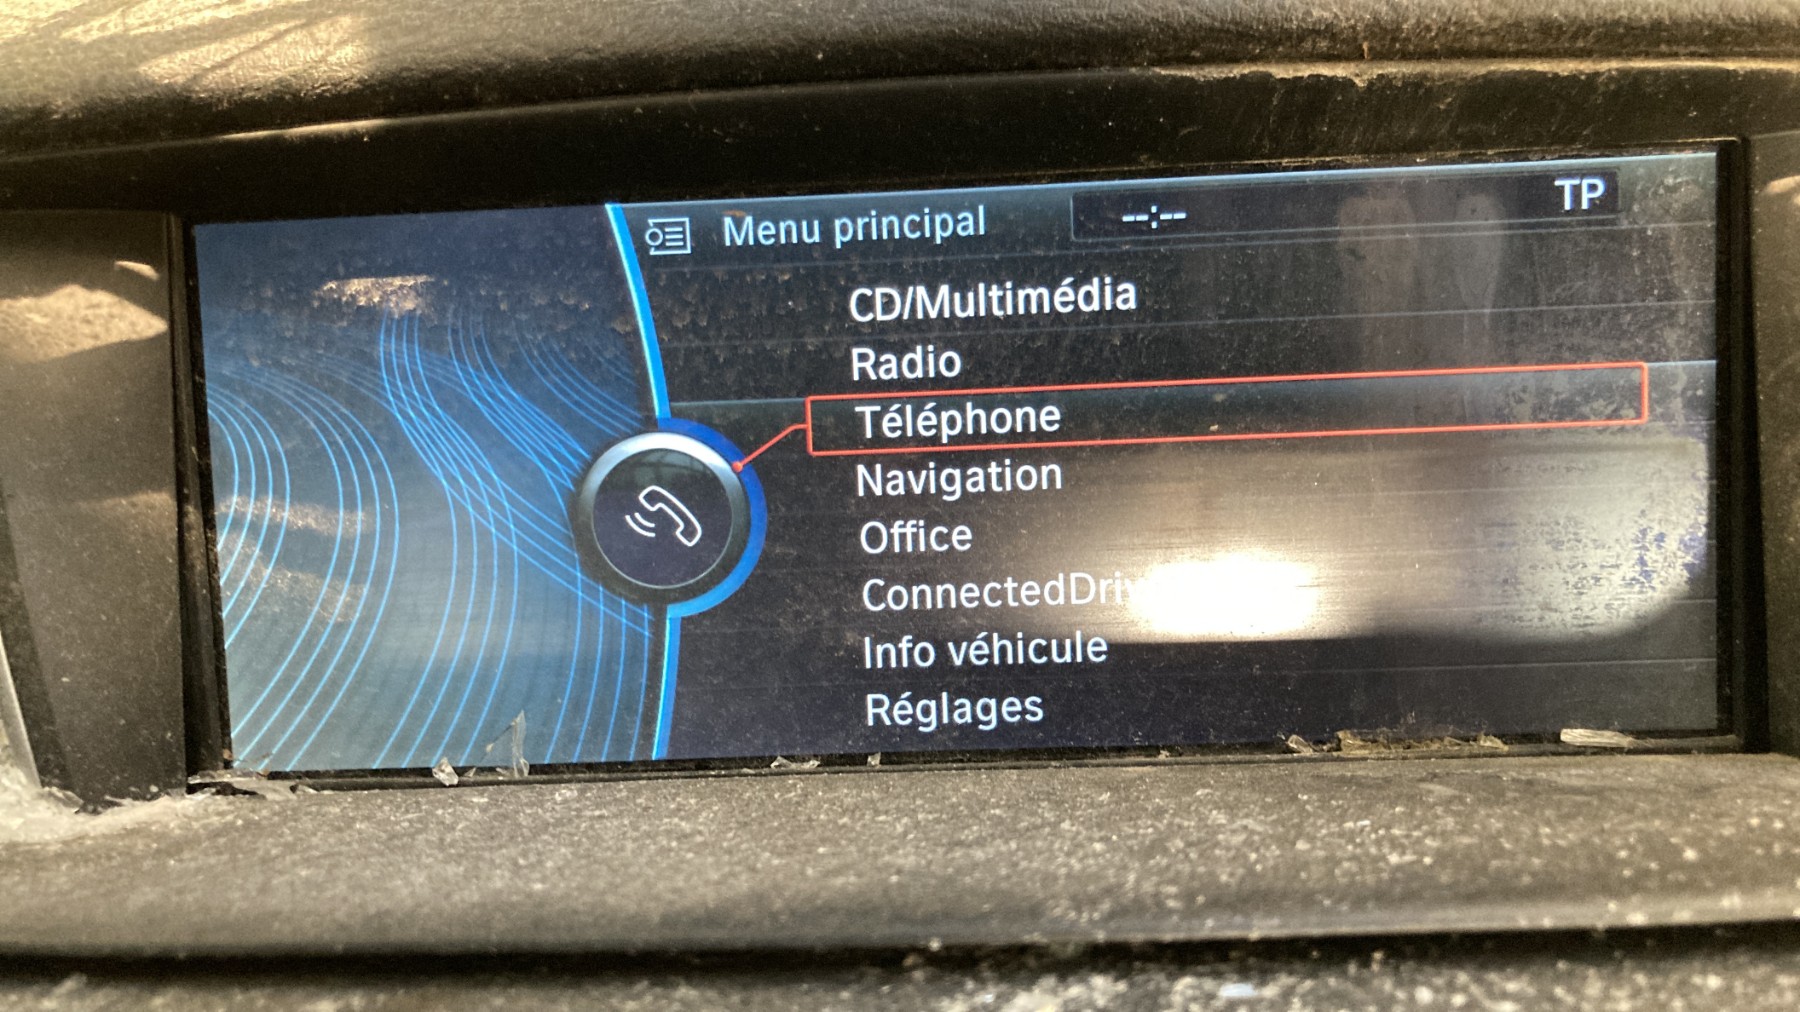 Menu principal
--:--
TP
CD/Multimédia
Radio
Téléphone
Navigation
Office
Info véhicule
Réglages